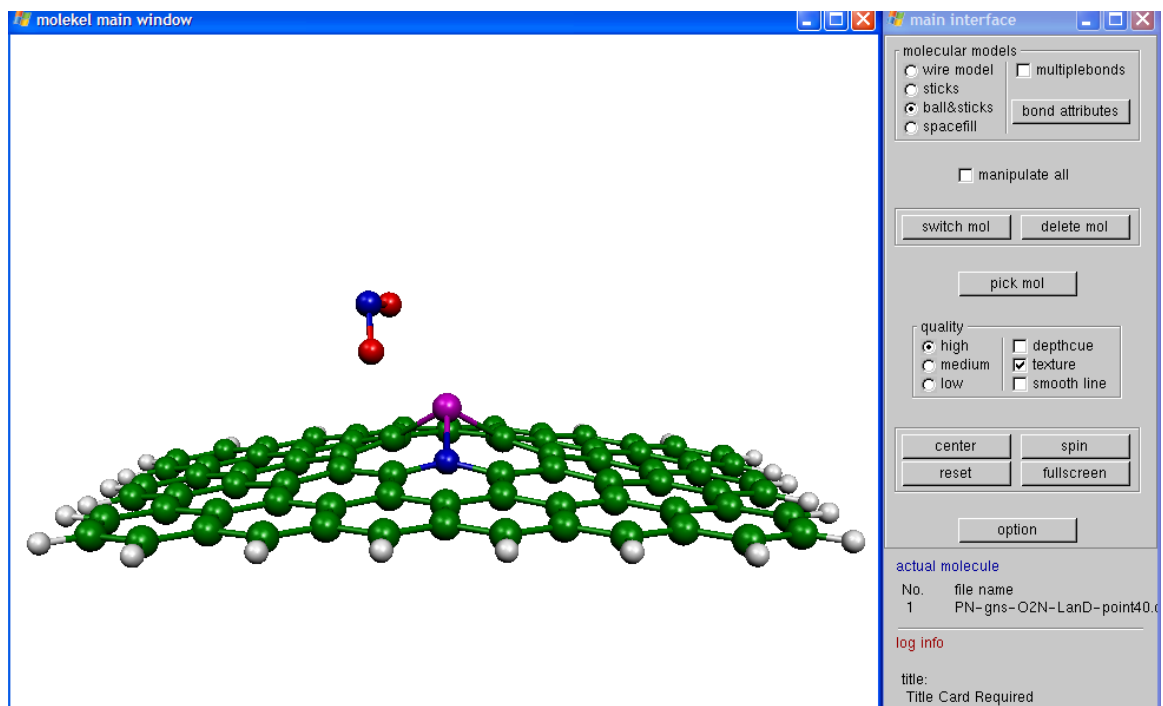 molekel main window
main interface
molecular models
wire model
multiplebonds
sticks
ball&sticks
bond attributes
spacefill
manipulate all
switch mol
delete mol
pick mol
quality
high
depthcue
medium
texture
low
smooth line
center
spin
reset
fullscreen
option
actual molecule
No. file name
1 PN-gns-O2N-LanD-point40.
log info
title:
Title Card Required